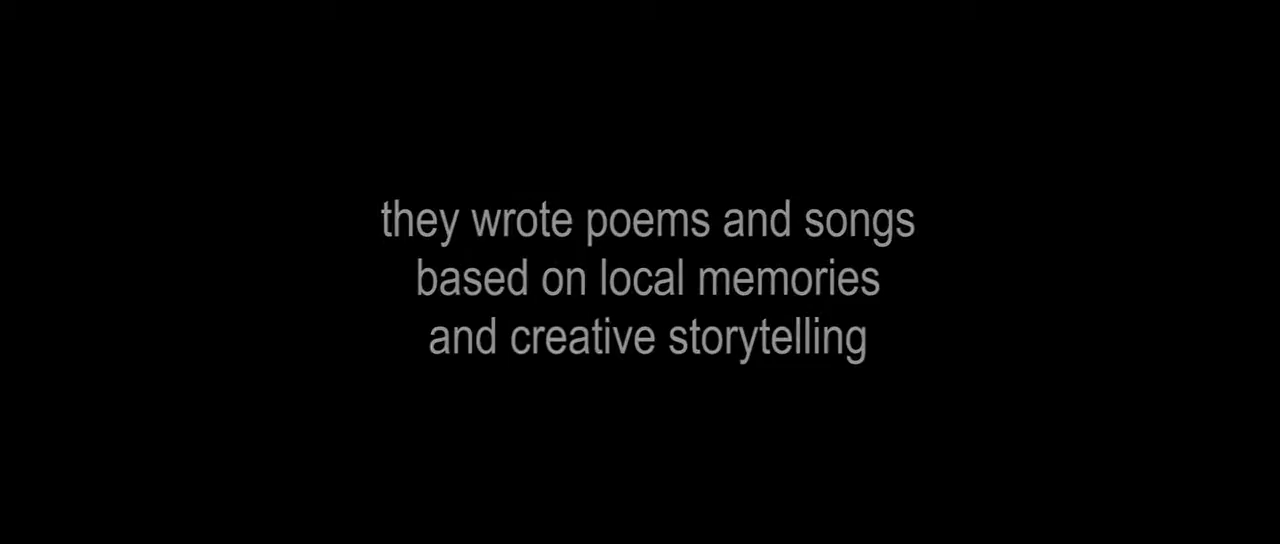 they wrote poems and songs
based on local memories
and creative storytelling